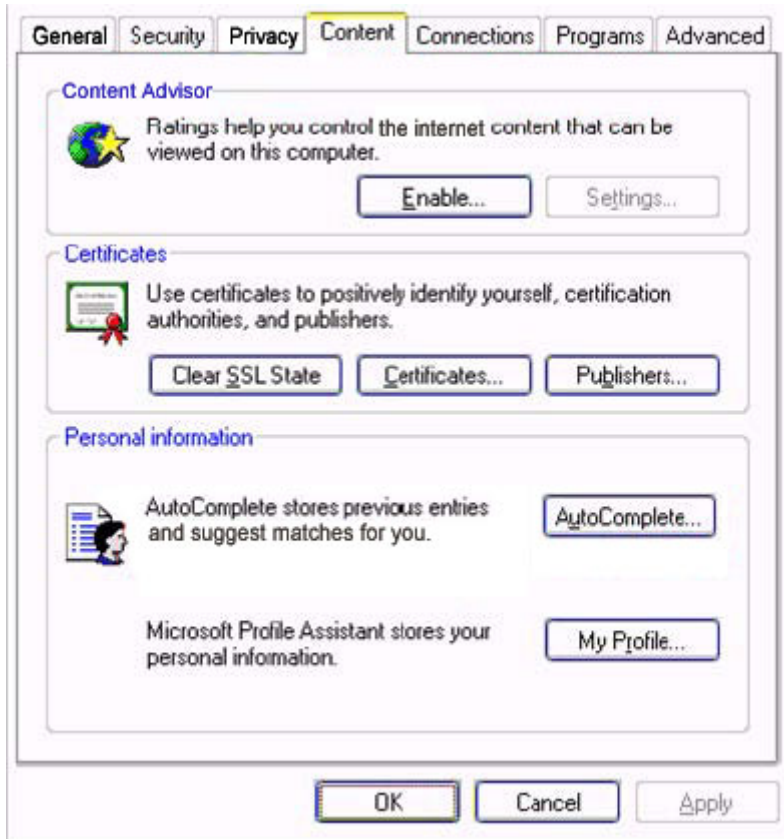 General Security Privacy Content Connections Programs Advanced
Content Advisor
Ratings help you control the internet content that can be
viewed on this computer.
Enable... Settings...
Certificates
Use certificates to positively identify yourself, certification
authorities, and publishers.
Clear SSL State Certificates... Publishers...
Personal information
AutoComplete stores previous entries
and suggest matches for you.
AutoComplete...
Microsoft Profile Assistant stores your
personal information.
My Profile...
OK Cancel Apply